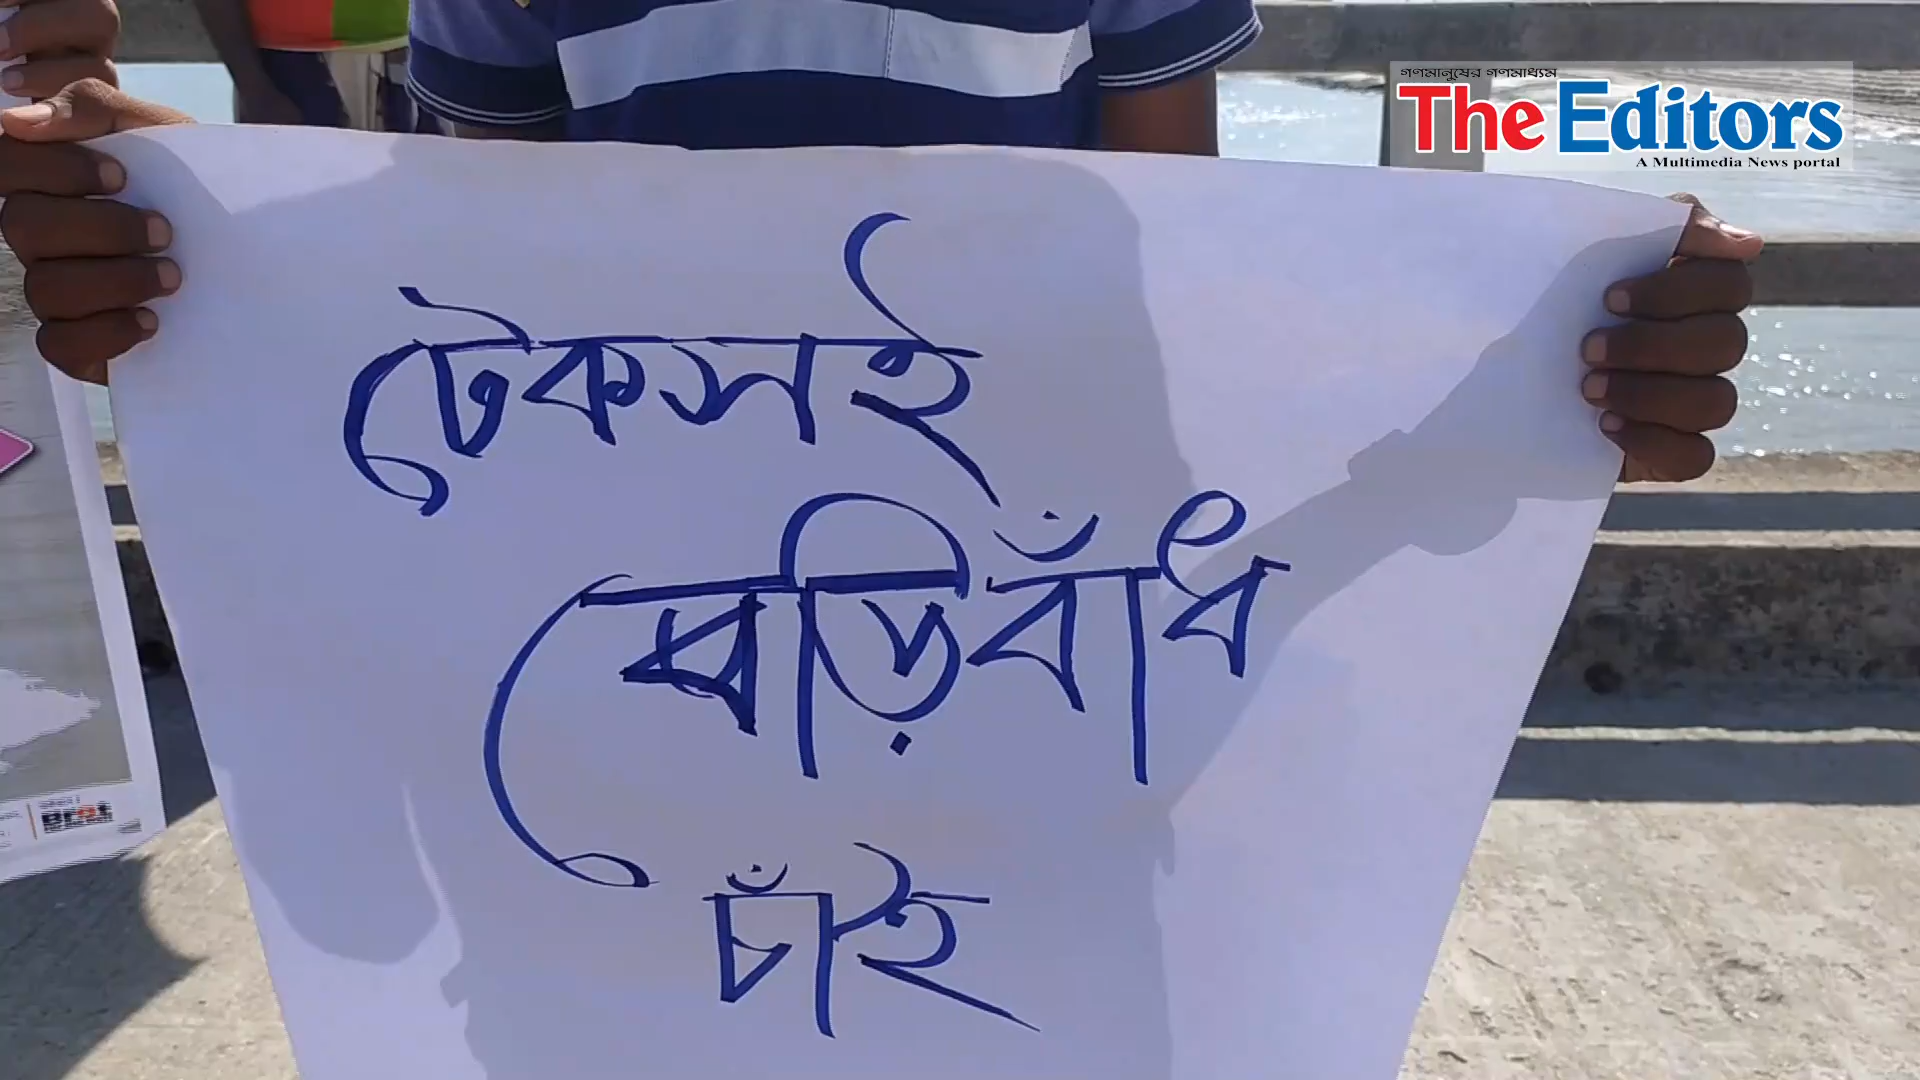 গণমানুষের গণমাধ্যম
The Editors
A Multimedia News portal
টেকসই
বেড়িবাঁধ
চাঁই